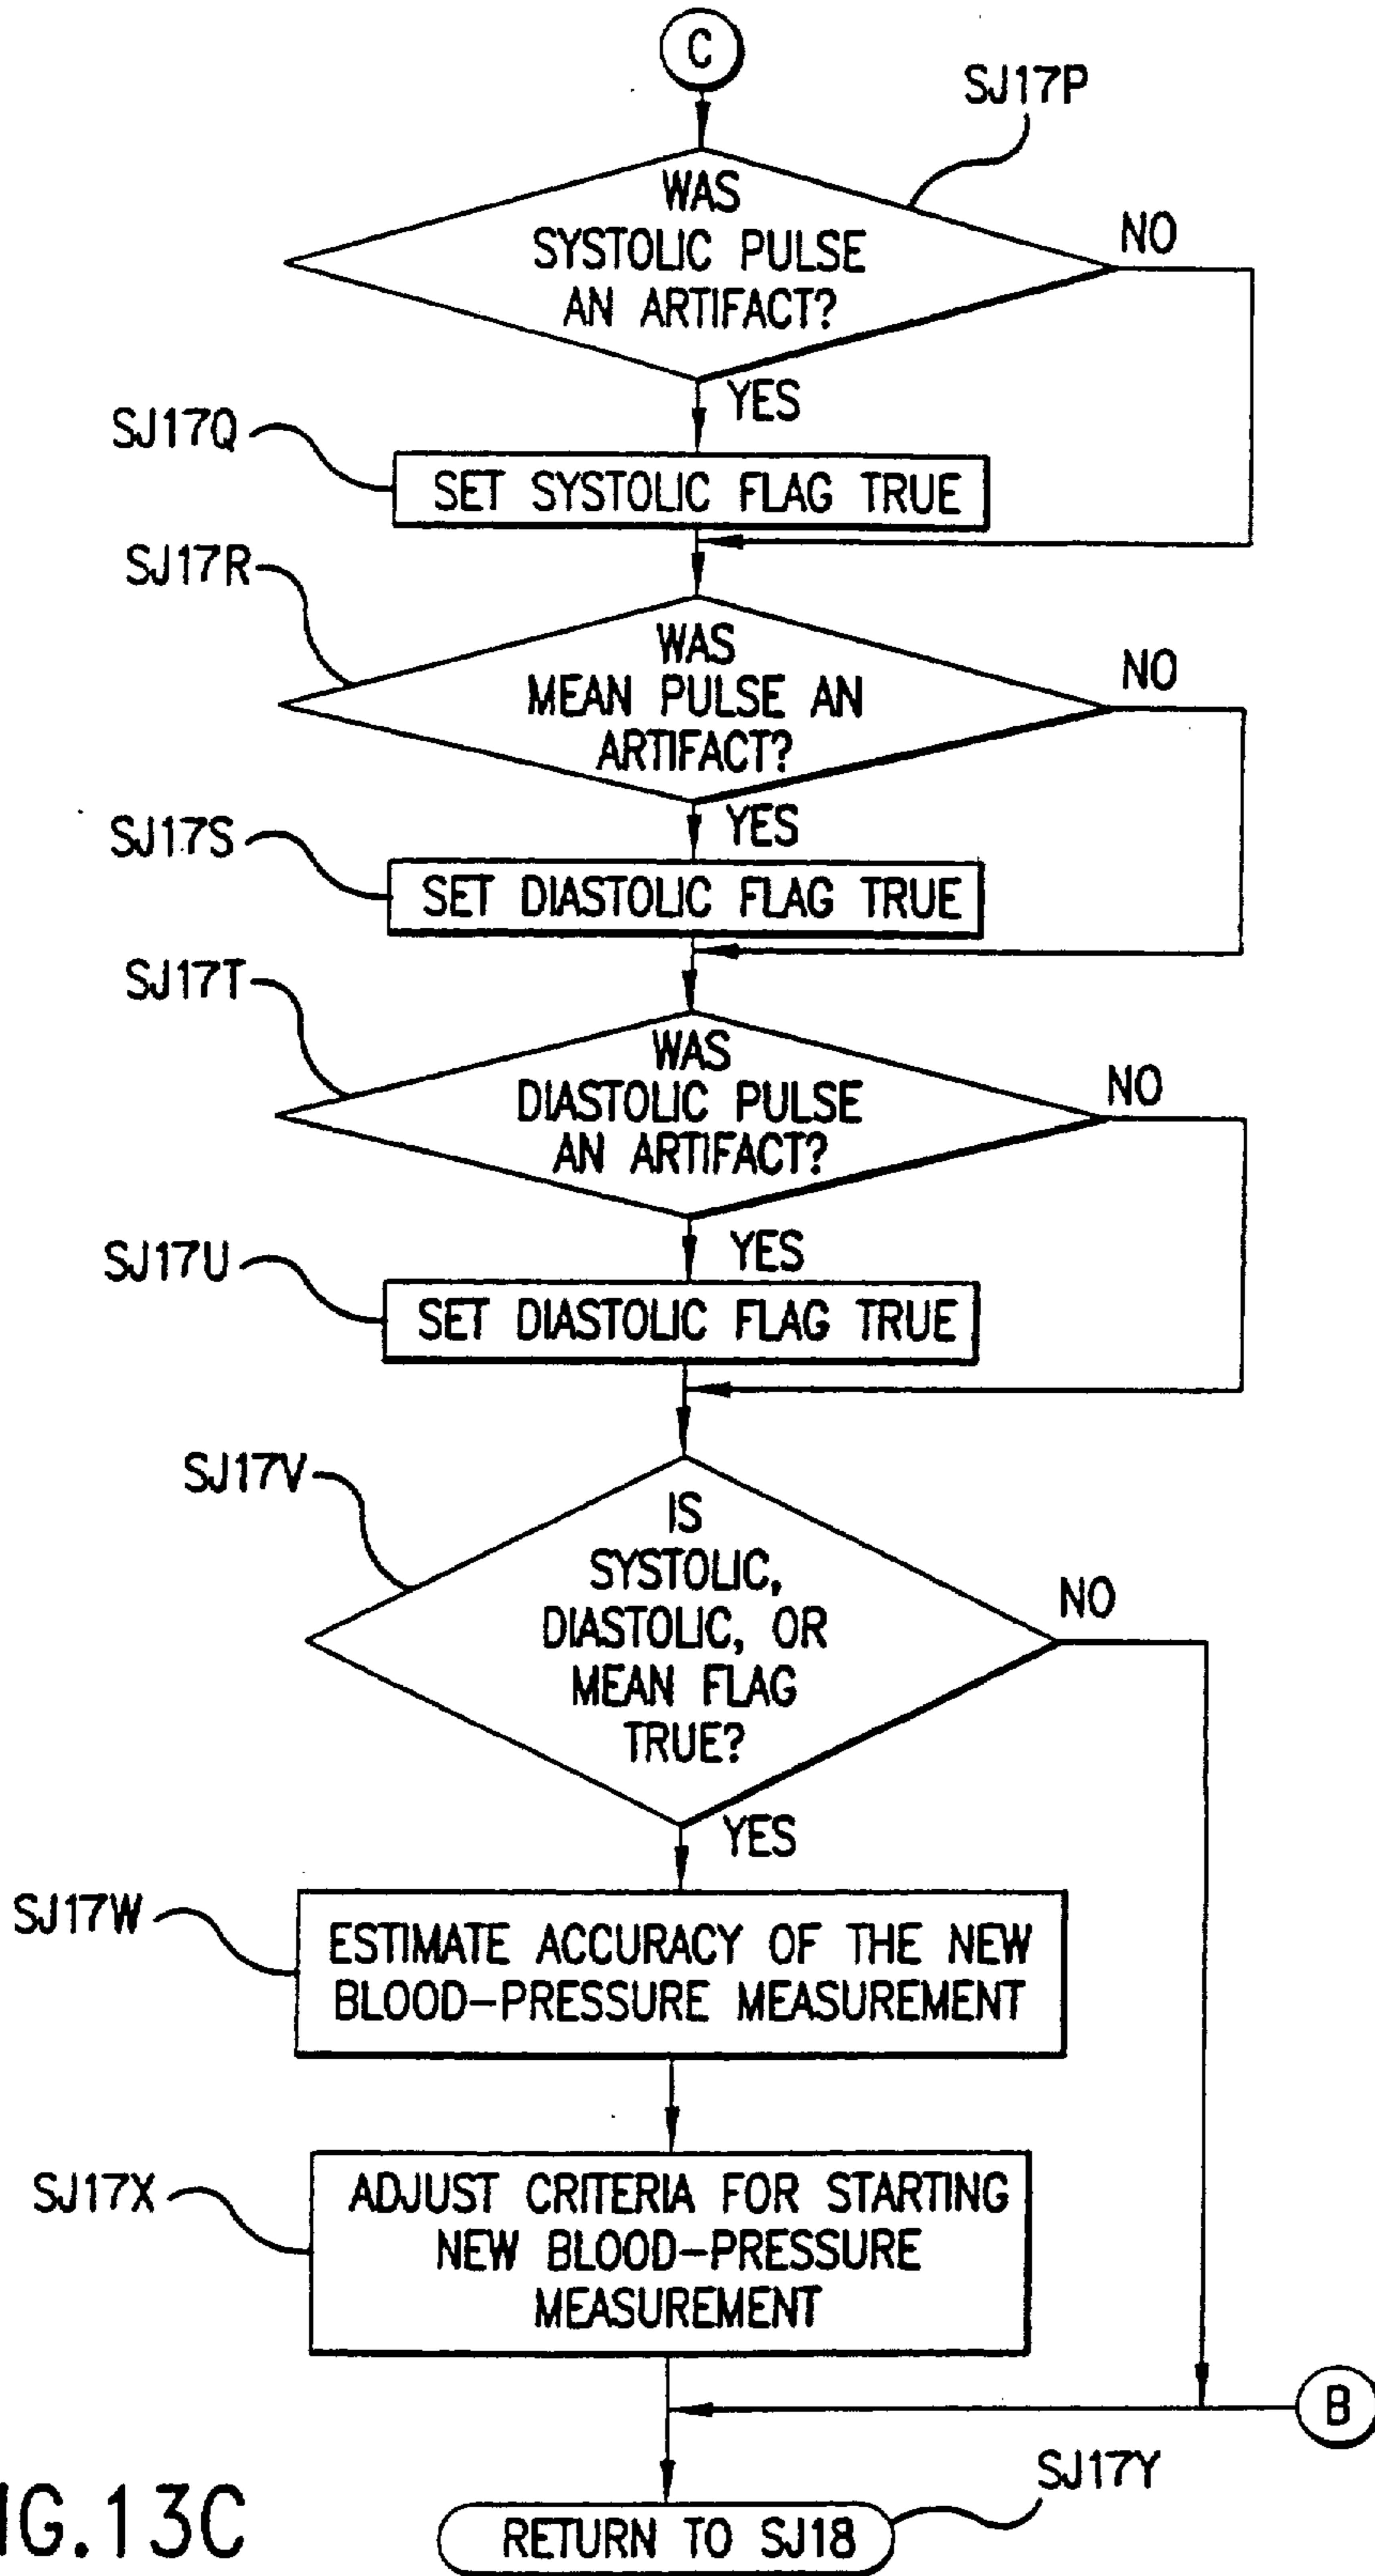 C
SJ17P
WAS
SYSTOLIC PULSE
AN ARTIFACT?
NO
YES
SJ17Q
SET SYSTOLIC FLAG TRUE
SJ17R
WAS
MEAN PULSE AN
ARTIFACT?
NO
YES
SJ17S
SET DIASTOLIC FLAG TRUE
SJ17T
WAS
DIASTOLIC PULSE
AN ARTIFACT?
NO
YES
SJ17U
SET DIASTOLIC FLAG TRUE
SJ17V
IS
SYSTOLIC,
DIASTOLIC, OR
MEAN FLAG
TRUE?
NO
YES
SJ17W
ESTIMATE ACCURACY OF THE NEW
BLOOD-PRESSURE MEASUREMENT
SJ17X
ADJUST CRITERIA FOR STARTING
NEW BLOOD-PRESSURE
MEASUREMENT
B
SJ17Y
RETURN TO SJ18
IG.13C